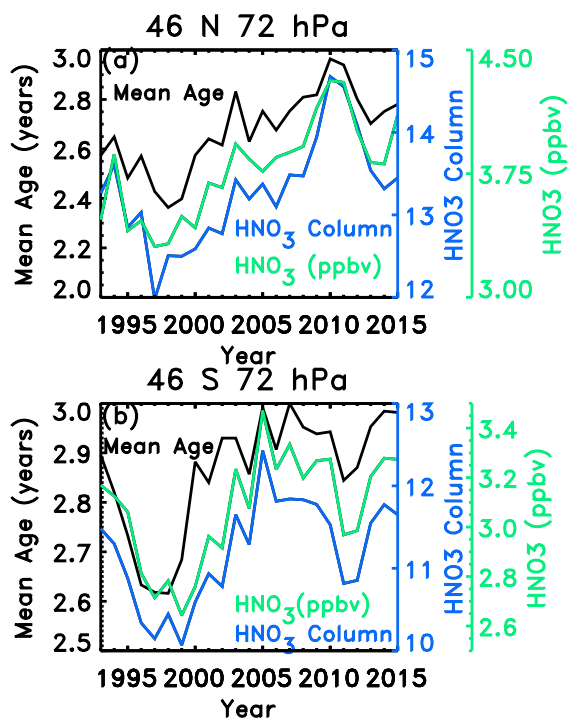 46 N 72 hPa
(a)
Mean Age
HNO3 Column
HNO3 (ppbv)
3.0
2.8
2.6
2.4
2.2
2.0
Mean Age (years)
15
14
13
12
HNO3 Column
4.50
3.75
3.00
HNO3 (ppbv)
1995 2000 2005 2010 2015
Year
46 S 72 hPa
(b)
Mean Age
HNO3(ppbv)
HNO3 Column
3.0
2.9
2.8
2.7
2.6
2.5
Mean Age (years)
13
12
11
10
HNO3 Column
3.4
3.2
3.0
2.8
2.6
HNO3 (ppbv)
1995 2000 2005 2010 2015
Year